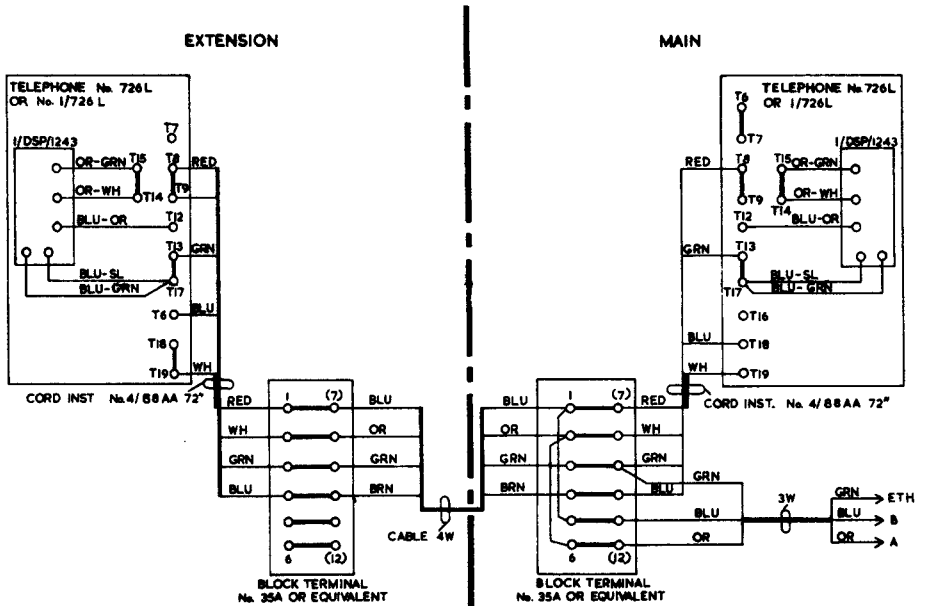 EXTENSION
MAIN
TELEPHONE No. 726L
OR No. 1/726L
1/DSP/1243
T7
OR-GRN
T15
T8
RED
OR-WH
T14
T9
BLU-OR
T12
T13
GRN
BLU-SL
BLU-GRN
T17
T6
BLU
T18
T19
WH
CORD INST No. 4/88AA 72"
RED
WH
GRN
BLU
1
(7)
6
(12)
BLU
OR
GRN
BRN
BLOCK TERMINAL
No. 35A OR EQUIVALENT
CABLE 4W
TELEPHONE No. 726L
OR 1/726L
T6
T7
1/DSP/1243
RED
T8
T15
OR-GRN
T9
T14
OR-WH
T12
BLU-OR
GRN
T13
BLU-SL
T17
BLU-GRN
T16
BLU
T18
WH
T19
CORD INST. No. 4/88AA 72"
BLU
OR
GRN
BRN
1
(7)
6
(12)
RED
WH
GRN
GRN
BLU
BLU
OR
3W
GRN
ETH
BLU
B
OR
A
BLOCK TERMINAL
No. 35A OR EQUIVALENT